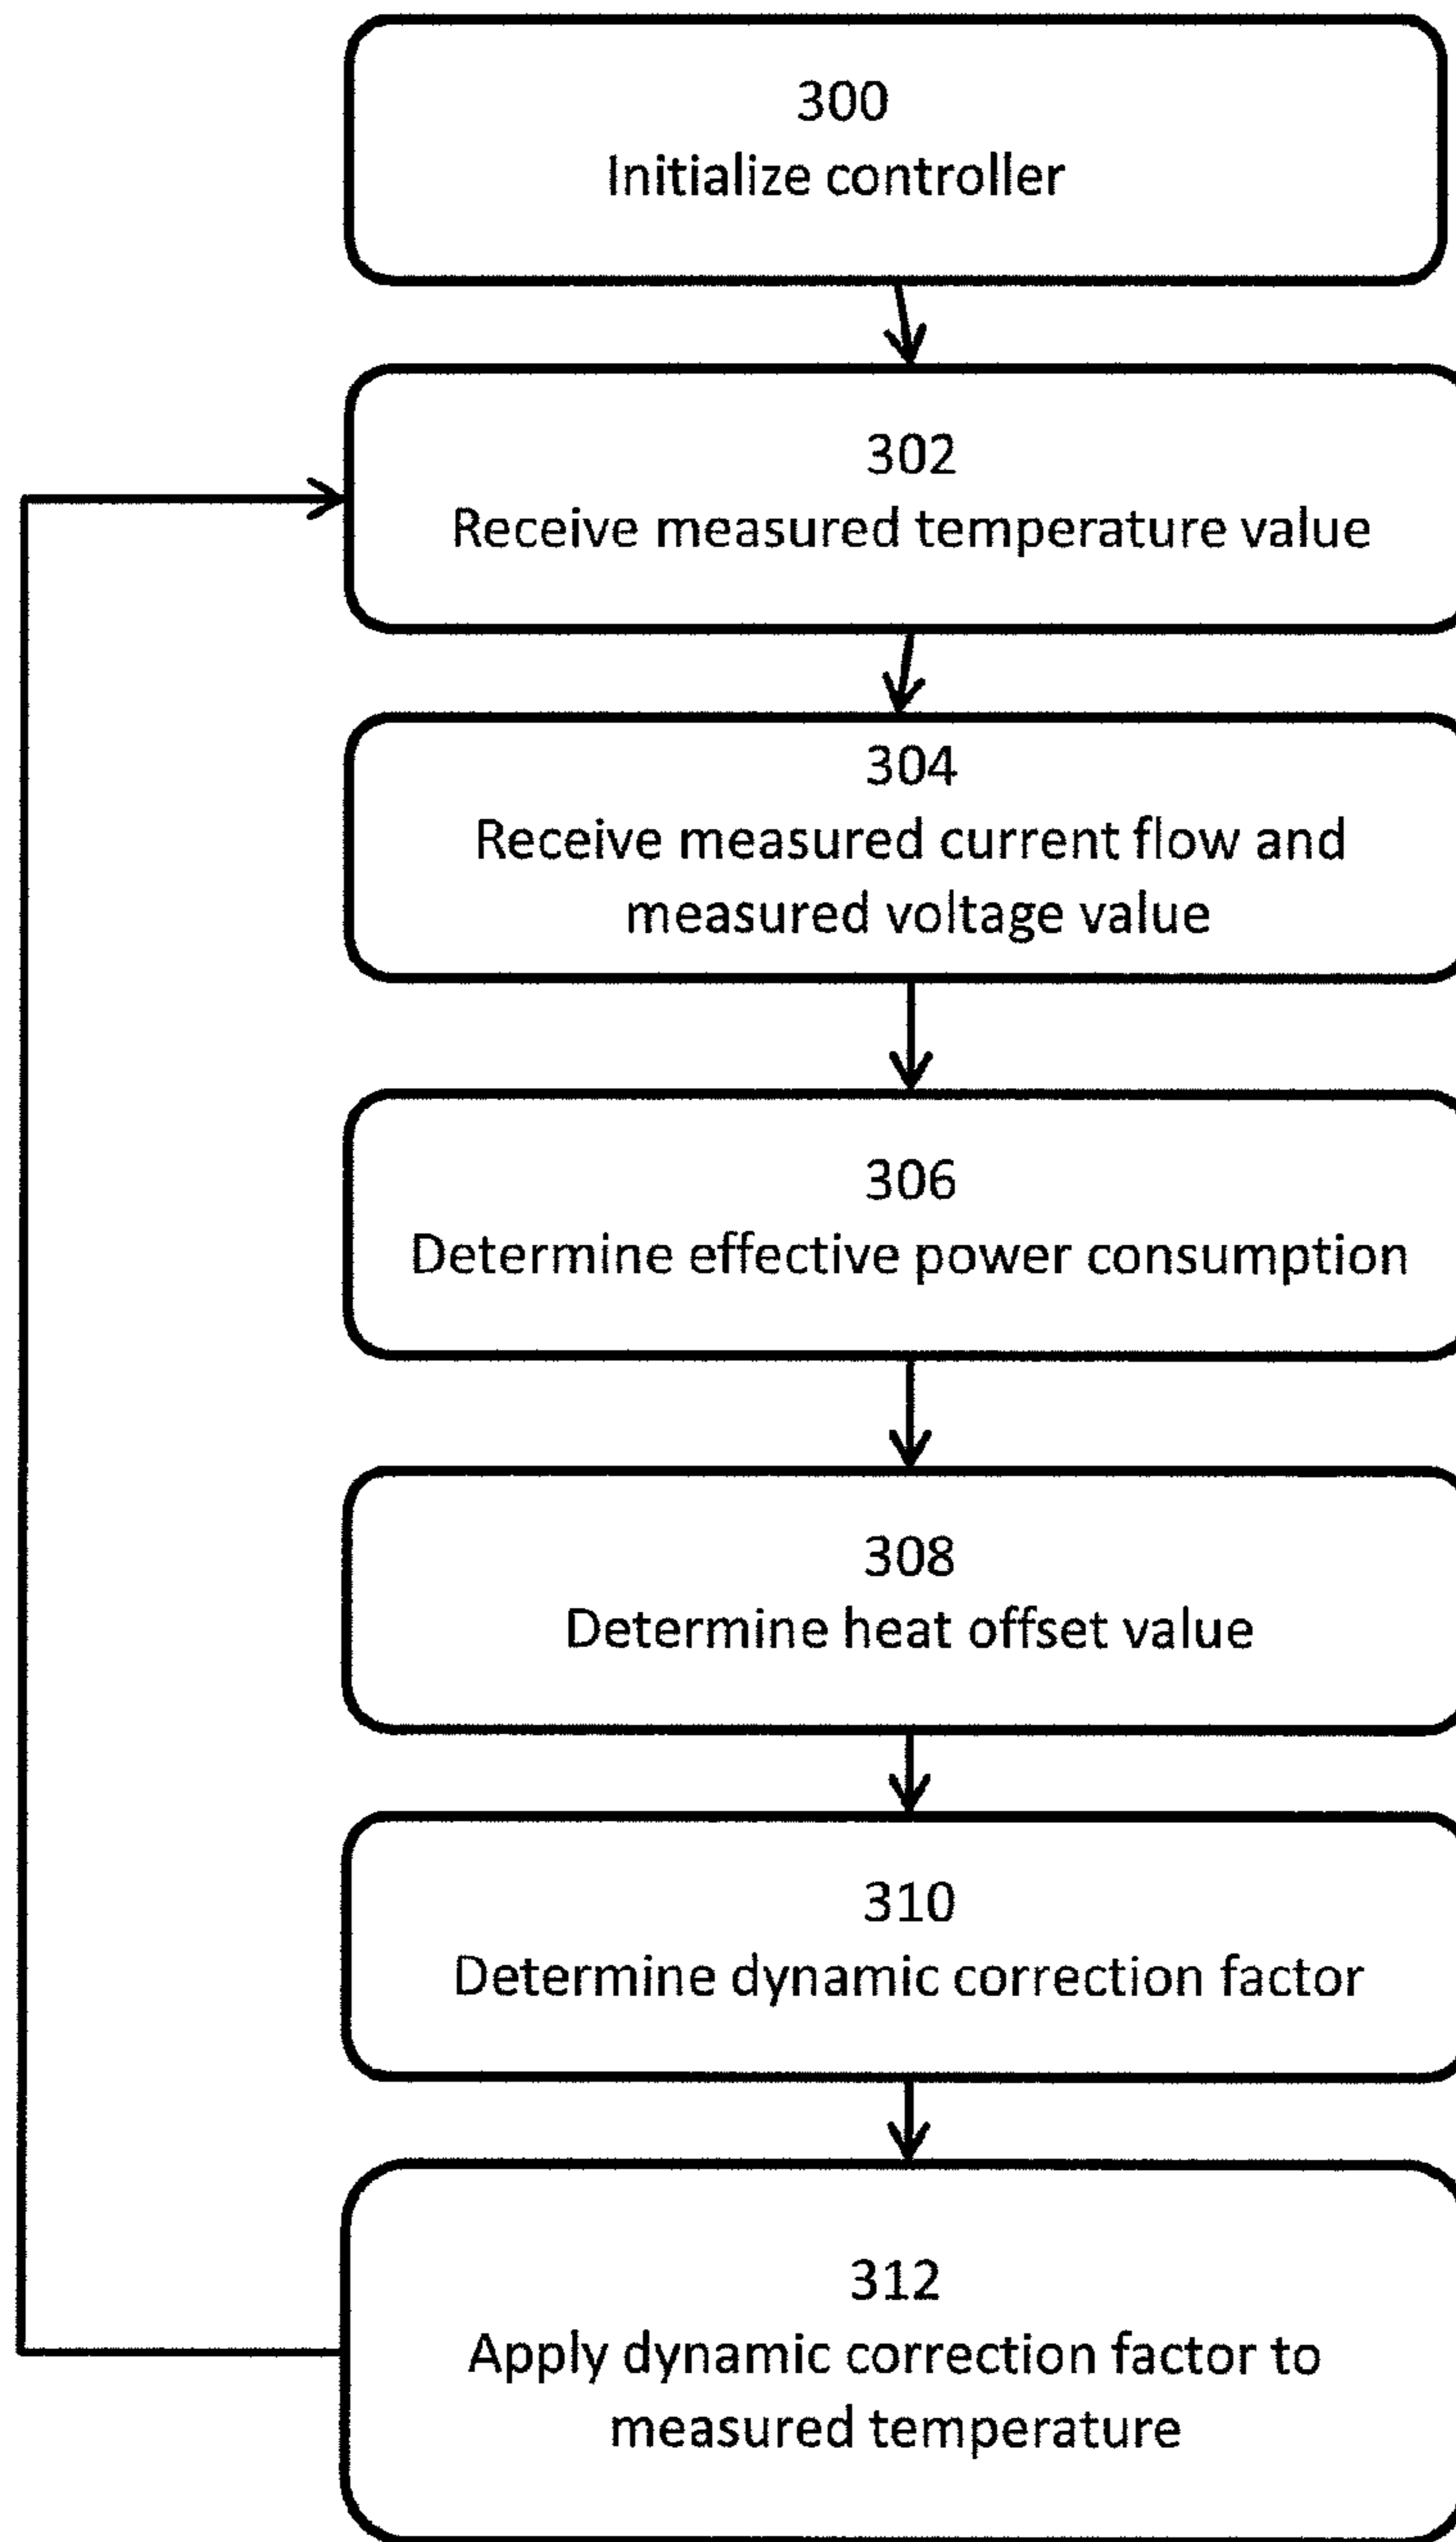 300
Initialize controller
302
Receive measured temperature value
304
Receive measured current flow and
measured voltage value
306
Determine effective power consumption
308
Determine heat offset value
310
Determine dynamic correction factor
312
Apply dynamic correction factor to
measured temperature